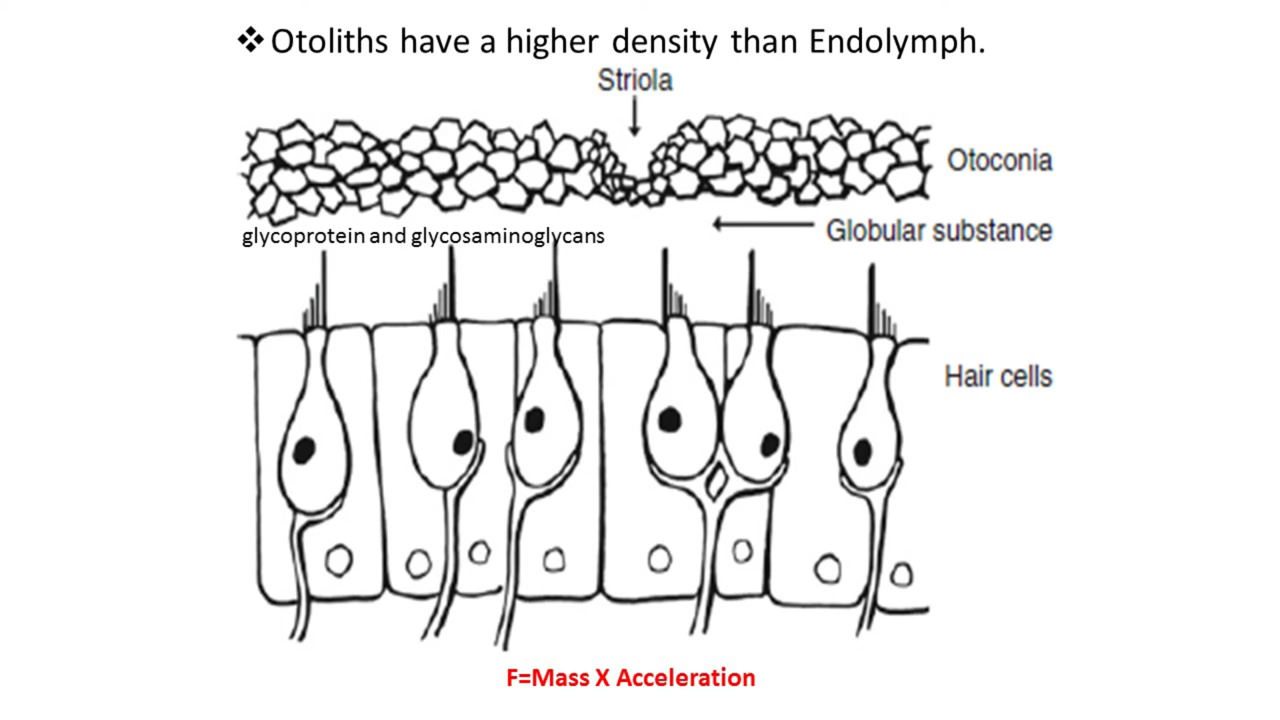 ❖ Otoliths have a higher density than Endolymph.
Striola
Otoconia
Globular substance
glycoprotein and glycosaminoglycans
Hair cells
F=Mass X Acceleration